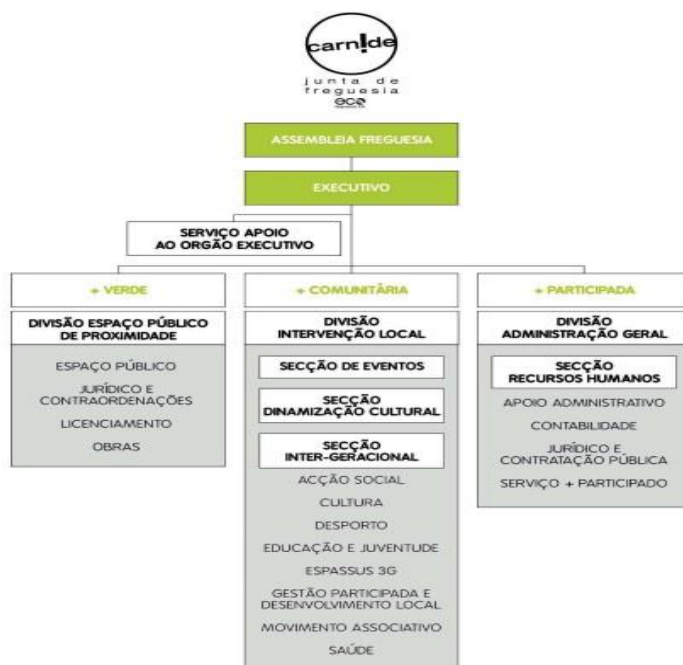 carn!de
junta de
freguesia
eco
ASSEMBLEIA FREGUESIA
EXECUTIVO
SERVIÇO APOIO
AO ORGÃO EXECUTIVO
+ VERDE
DIVISÃO ESPAÇO PÚBLICO
DE PROXIMIDADE
ESPAÇO PÚBLICO
JURÍDICO E
CONTRAORDENAÇÕES
LICENCIAMENTO
OBRAS
+ COMUNITÁRIA
DIVISÃO
INTERVENÇÃO LOCAL
SECÇÃO DE EVENTOS
SECÇÃO
DINAMIZAÇÃO CULTURAL
SECÇÃO
INTER-GERACIONAL
ACÇÃO SOCIAL
CULTURA
DESPORTO
EDUCAÇÃO E JUVENTUDE
ESPASSUS 3G
GESTÃO PARTICIPADA E
DESENVOLVIMENTO LOCAL
MOVIMENTO ASSOCIATIVO
SAÚDE
+ PARTICIPADA
DIVISÃO
ADMINISTRAÇÃO GERAL
SECÇÃO
RECURSOS HUMANOS
APOIO ADMINISTRATIVO
CONTABILIDADE
JURÍDICO E
CONTRATAÇÃO PÚBLICA
SERVIÇO + PARTICIPADO